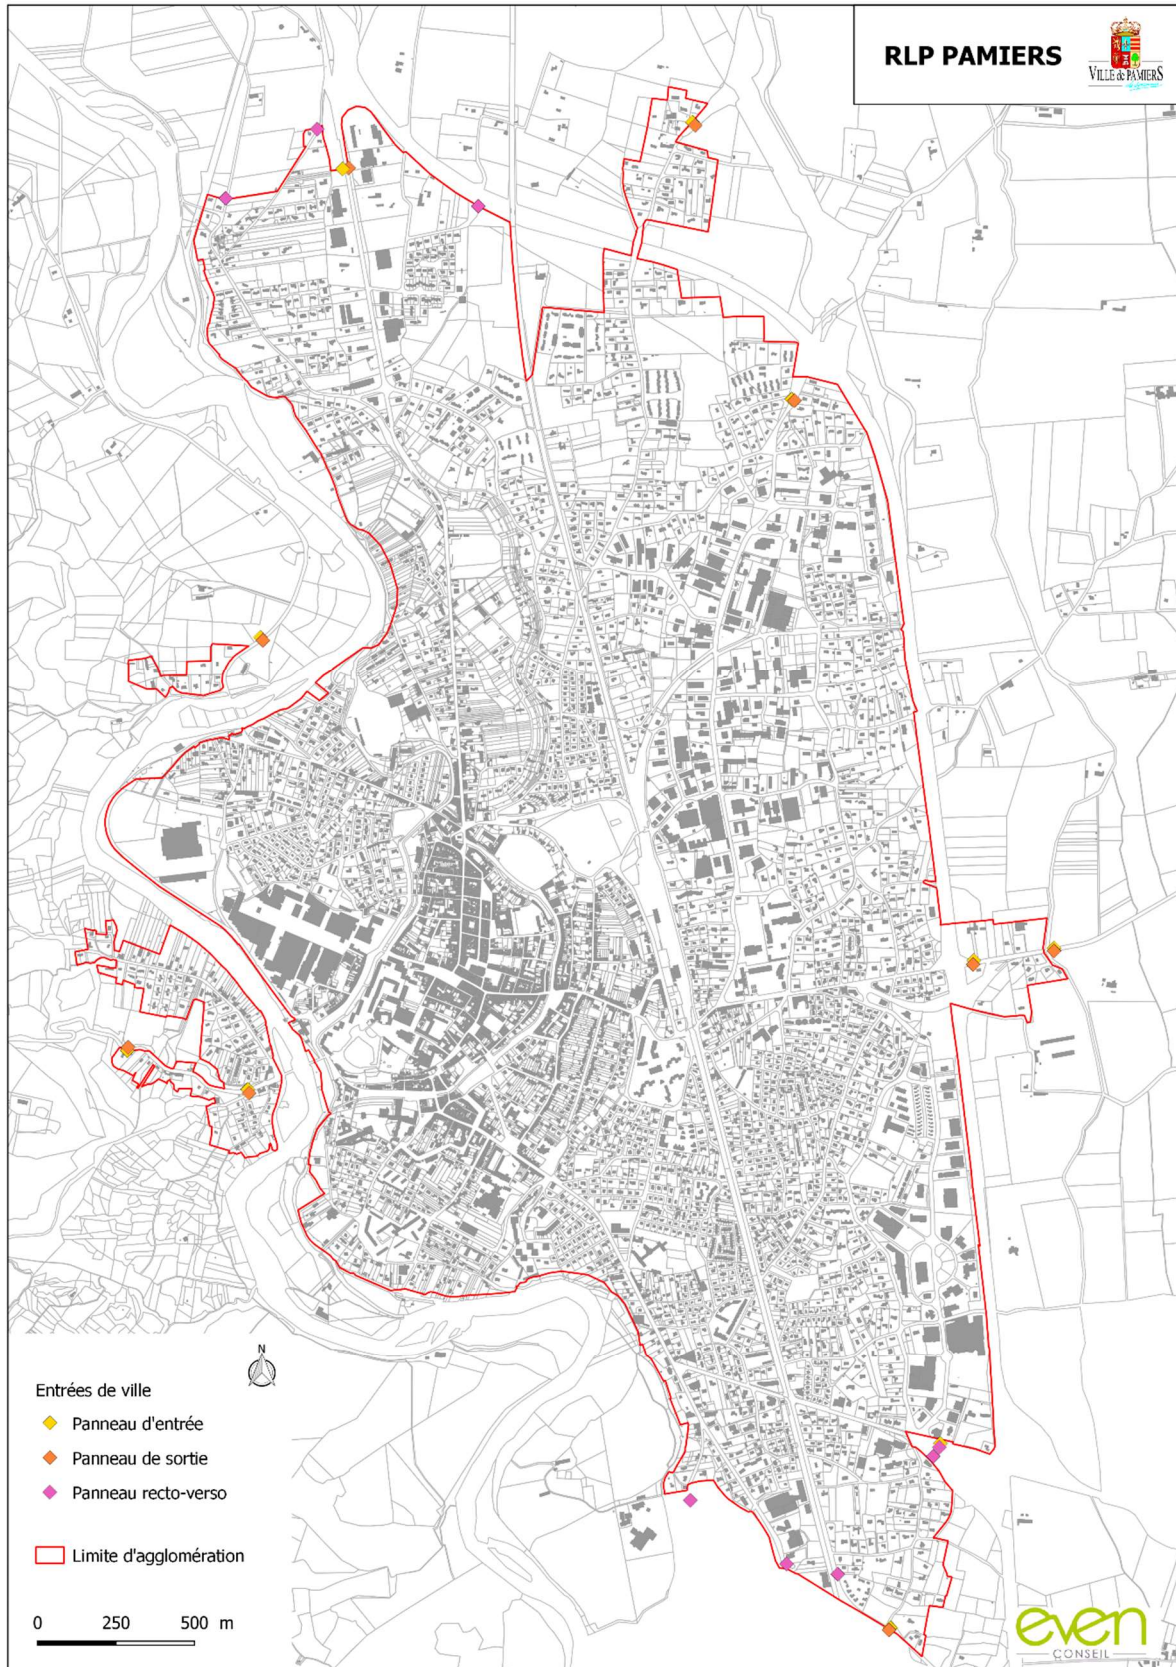 RLP PAMIERS
VILLE de PAMIERS
N
Entrées de ville
Panneau d'entrée
Panneau de sortie
Panneau recto-verso
Limite d'agglomération
0 250 500 m
even
CONSEIL